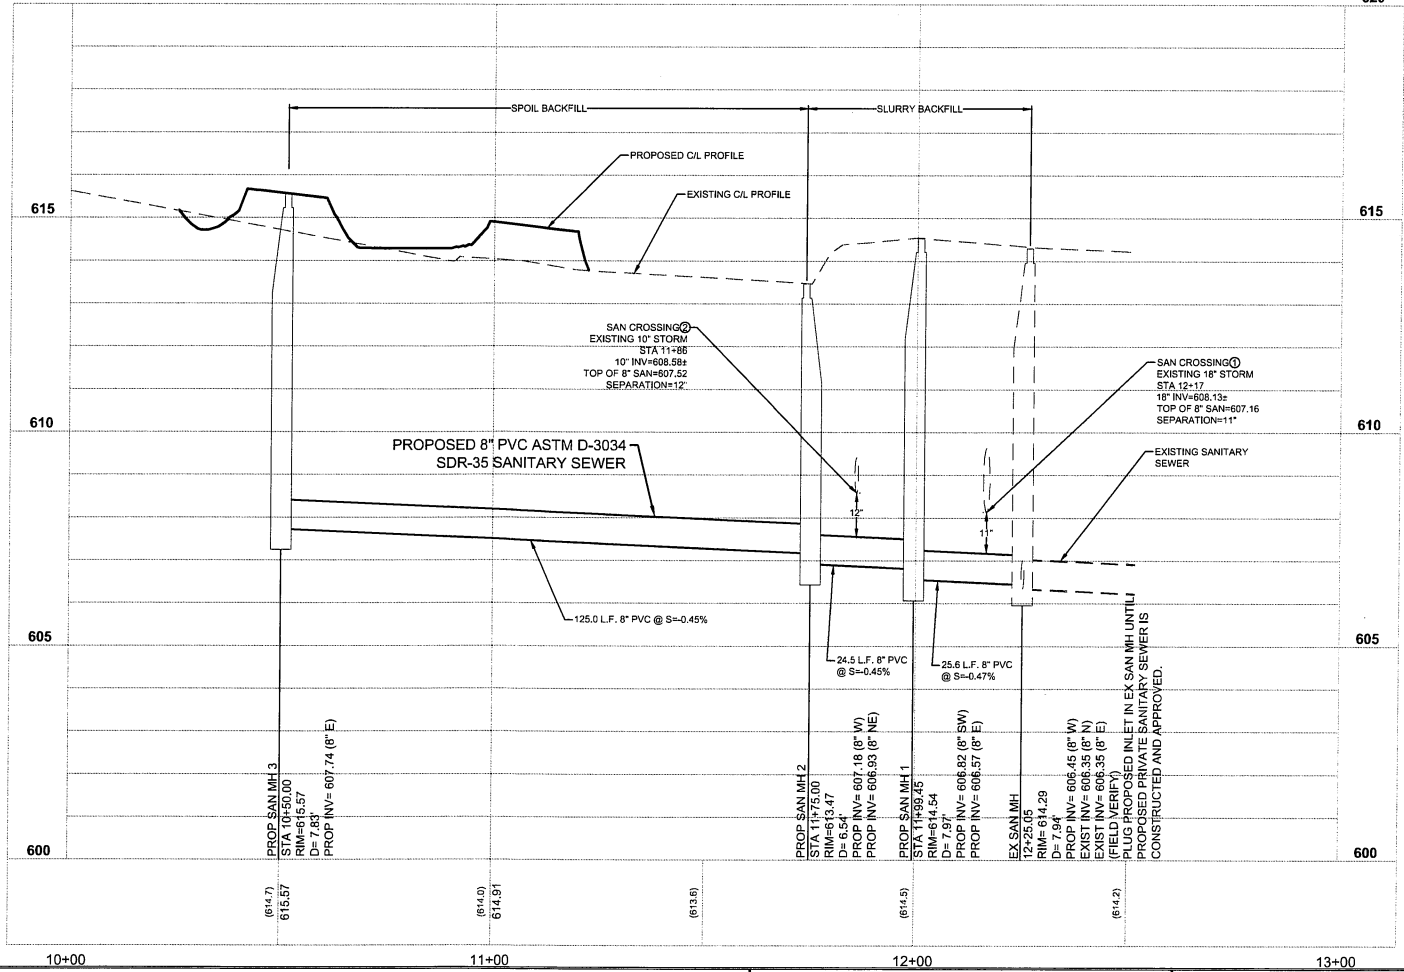 SPOIL BACKFILL
SLURRY BACKFILL
PROPOSED C/L PROFILE
EXISTING C/L PROFILE
615
615
SAN CROSSING②
EXISTING 10" STORM
STA 11+86
10" INV=608.58±
TOP OF 8" SAN=607.52
SEPARATION=12"
SAN CROSSING①
EXISTING 18" STORM
STA 12+17
18" INV=608.13±
TOP OF 8" SAN=607.16
SEPARATION=11"
610
610
PROPOSED 8" PVC ASTM D-3034
SDR-35 SANITARY SEWER
EXISTING SANITARY
SEWER
12"
11"
125.0 L.F. 8" PVC @ S=-0.45%
605
605
24.5 L.F. 8" PVC
@ S=-0.45%
25.6 L.F. 8" PVC
@ S=-0.47%
PROP SAN MH 3
STA 10+50.00
RIM=615.57
D= 7.83'
PROP INV= 607.74 (8" E)
PROP SAN MH 2
STA 11+75.00
RIM=613.47
D= 6.54'
PROP INV= 607.18 (8" W)
PROP INV= 606.93 (8" NE)
PROP SAN MH 1
STA 11+99.45
RIM=614.54
D= 7.97'
PROP INV= 606.82 (8" SW)
PROP INV= 606.57 (8" E)
EX SAN MH
12+25.05
RIM= 614.29
D= 7.94'
PROP INV= 606.45 (8" W)
EXIST INV= 606.35 (8" N)
EXIST INV= 606.35 (8" E)
(FIELD VERIFY)
PLUG PROPOSED INLET IN EX SAN MH UNTIL
PROPOSED PRIVATE SANITARY SEWER IS
CONSTRUCTED AND APPROVED.
600
600
(614.7)
615.57
(614.0)
614.91
(613.6)
(614.5)
(614.2)
10+00
11+00
12+00
13+00